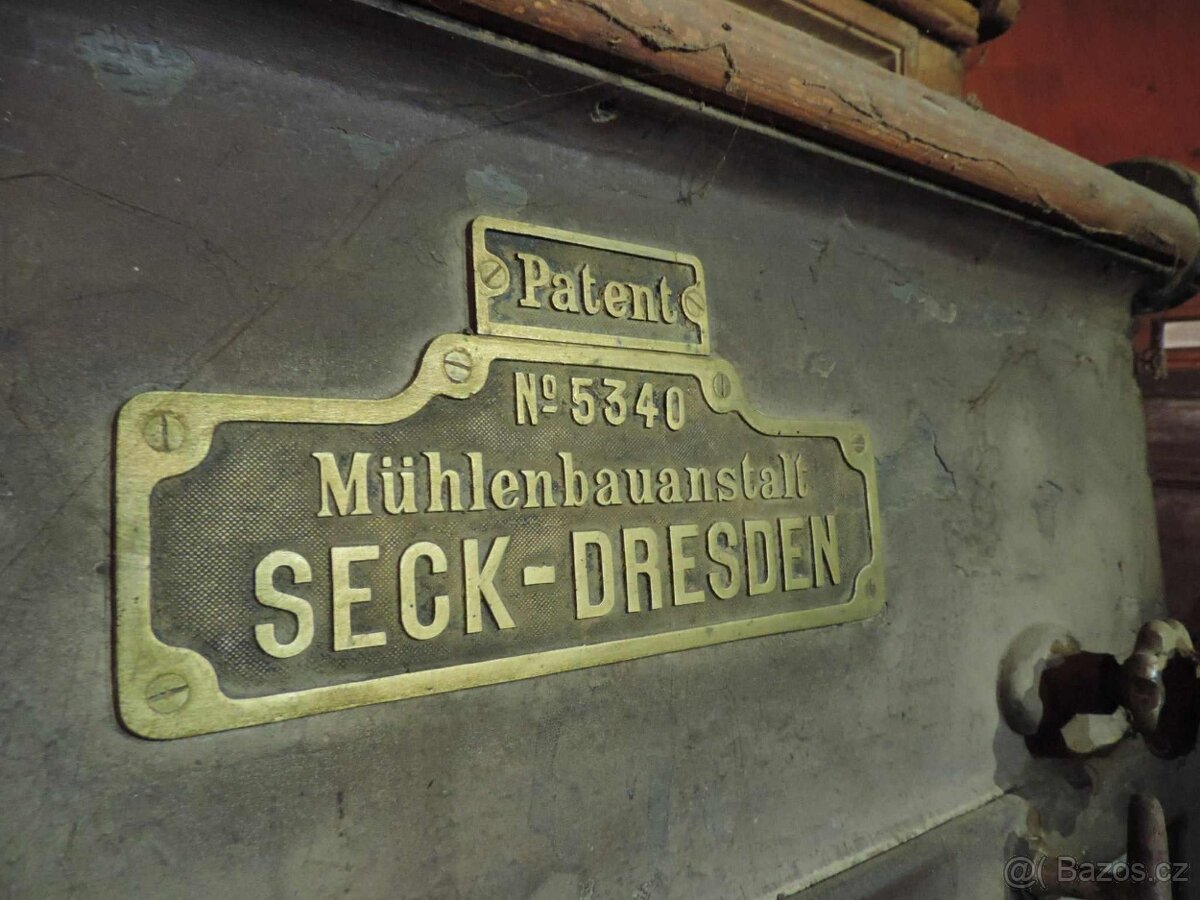 Patent
Nº 5340
Mühlenbauanstalt
SECK-DRESDEN
@( Bazos.cz